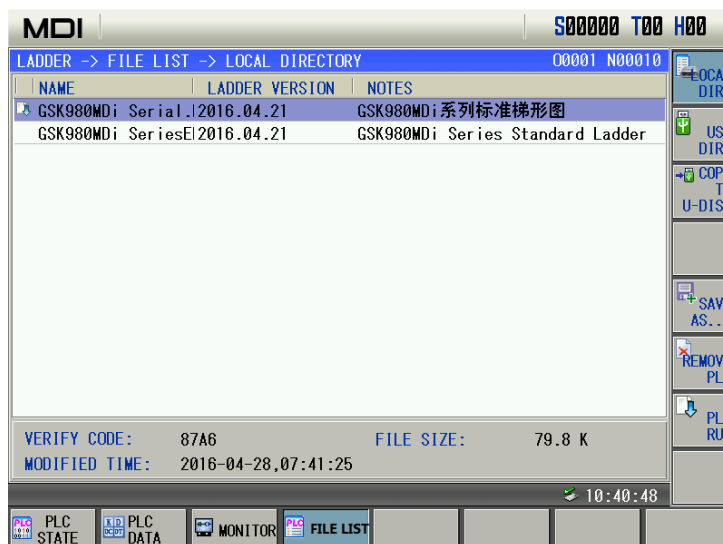 MDI
S00000 T00 H00
LADDER -> FILE LIST -> LOCAL DIRECTORY O0001 N00010
NAME LADDER VERSION NOTES
GSK980MDi Serial. 2016.04.21 GSK980MDi系列标准梯形图
GSK980MDi SeriesE 2016.04.21 GSK980MDi Series Standard Ladder
VERIFY CODE: 87A6 FILE SIZE: 79.8 K
MODIFIED TIME: 2016-04-28,07:41:25
10:40:48
LOCA
DIR
US
DIR
COP
T
U-DIS
SAV
AS..
REMOV
PL
PL
RU
PLC
STATE
PLC
DATA
MONITOR
FILE LIST